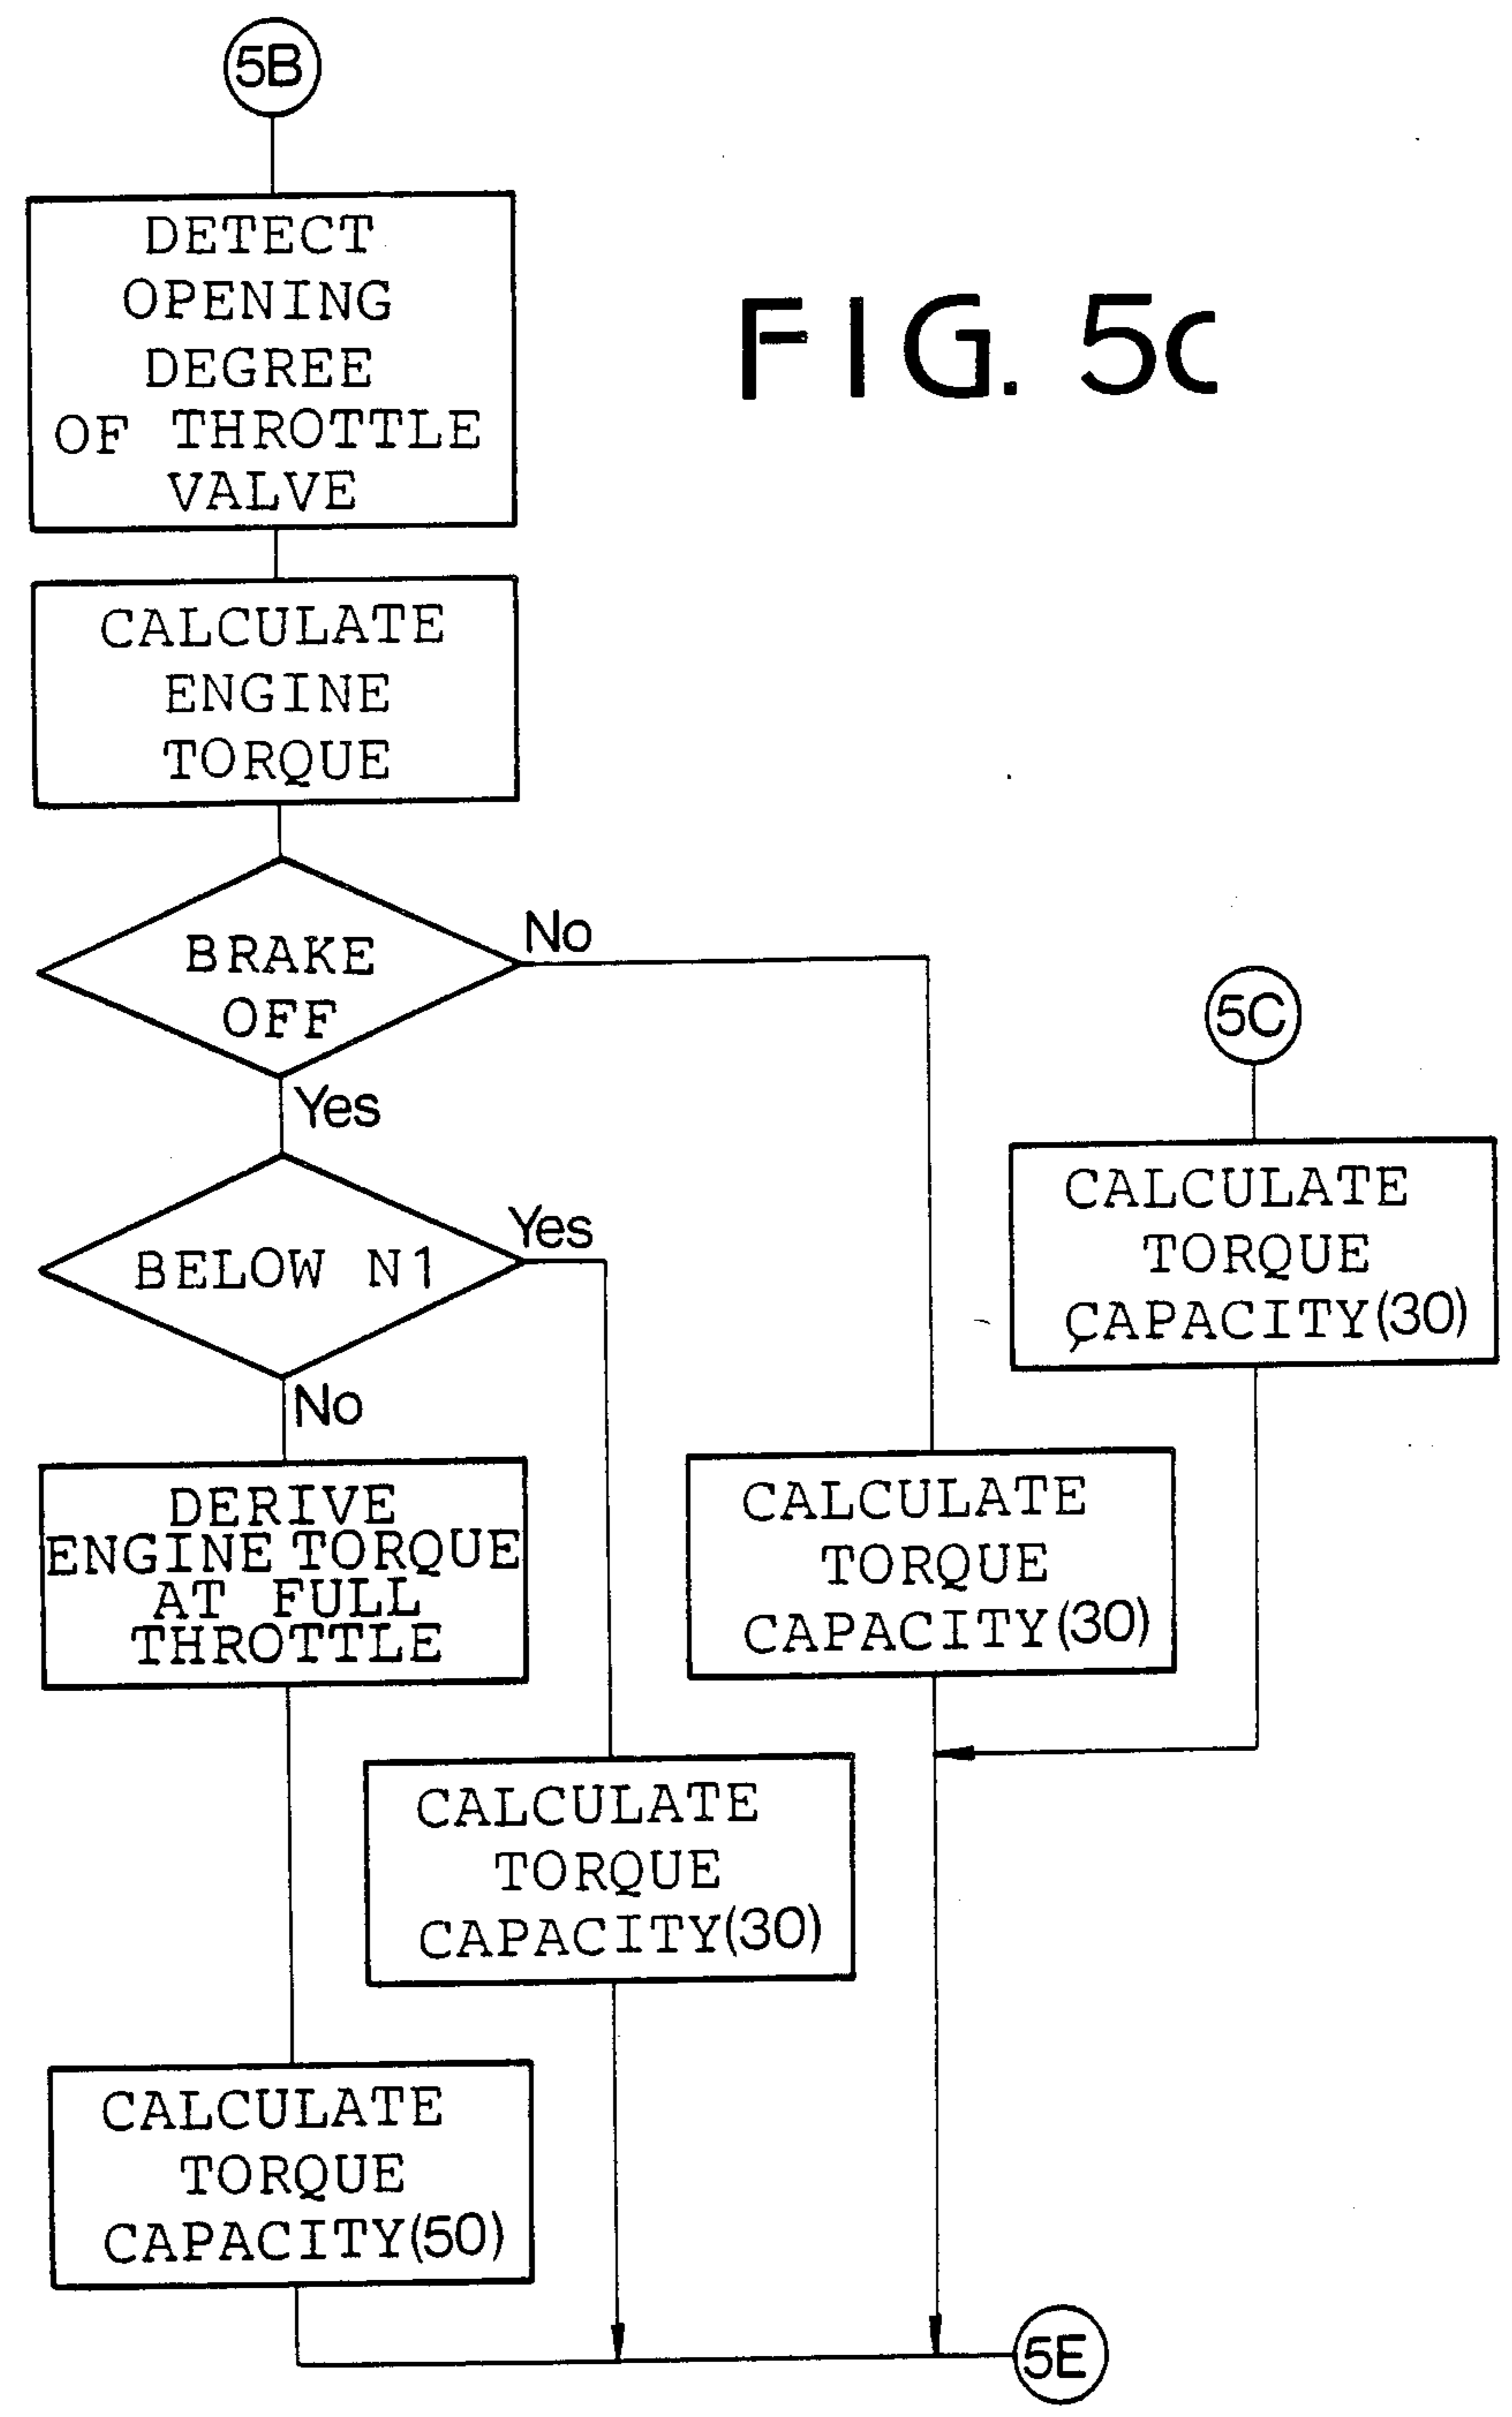 5B
DETECT
OPENING
DEGREE
OF THROTTLE
VALVE
FIG. 5C
CALCULATE
ENGINE
TORQUE
BRAKE
OFF
No
Yes
5C
BELOW N1
Yes
No
CALCULATE
TORQUE
CAPACITY(30)
DERIVE
ENGINE TORQUE
AT FULL
THROTTLE
CALCULATE
TORQUE
CAPACITY(30)
CALCULATE
TORQUE
CAPACITY(30)
CALCULATE
TORQUE
CAPACITY(50)
5E